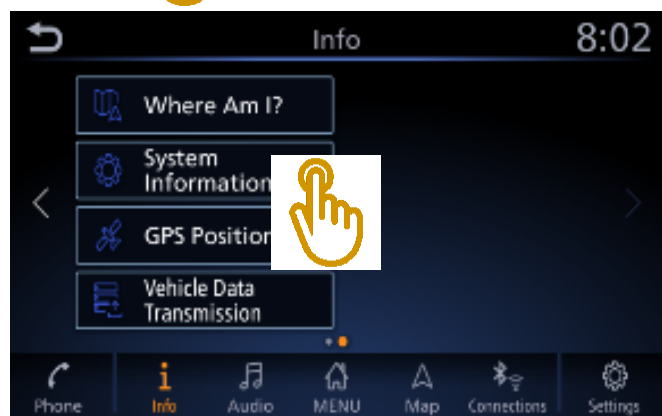 Info
8:02
Where Am I?
System
Information
GPS Position
Vehicle Data
Transmission
Phone
Info
Audio
MENU
Map
Connections
Settings